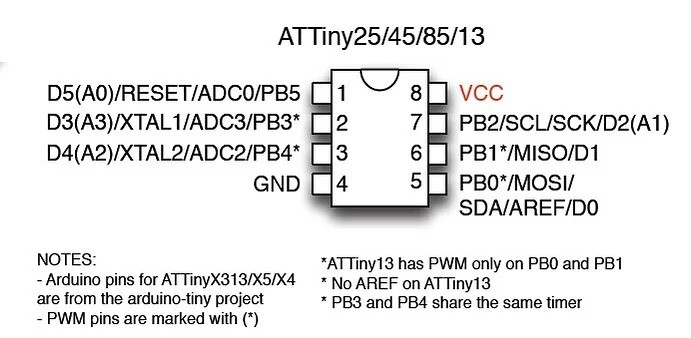 ATTiny25/45/85/13
D5(A0)/RESET/ADC0/PB5 1 8 VCC
D3(A3)/XTAL1/ADC3/PB3* 2 7 PB2/SCL/SCK/D2(A1)
D4(A2)/XTAL2/ADC2/PB4* 3 6 PB1*/MISO/D1
GND 4 5 PB0*/MOSI/
SDA/AREF/D0
NOTES:
- Arduino pins for ATTinyX313/X5/X4
are from the arduino-tiny project
- PWM pins are marked with (*)
*ATTiny13 has PWM only on PB0 and PB1
* No AREF on ATTiny13
* PB3 and PB4 share the same timer